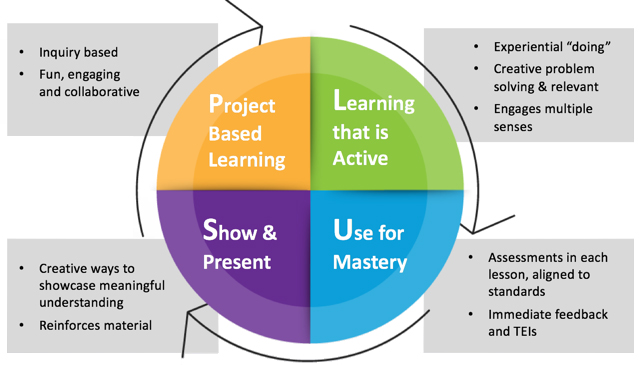 • Inquiry based
• Fun, engaging
and collaborative
Project
Based
Learning
Learning
that is
Active
• Experiential “doing”
• Creative problem
solving & relevant
• Engages multiple
senses
• Creative ways to
showcase meaningful
understanding
• Reinforces material
Show &
Present
Use for
Mastery
• Assessments in each
lesson, aligned to
standards
• Immediate feedback
and TEIs